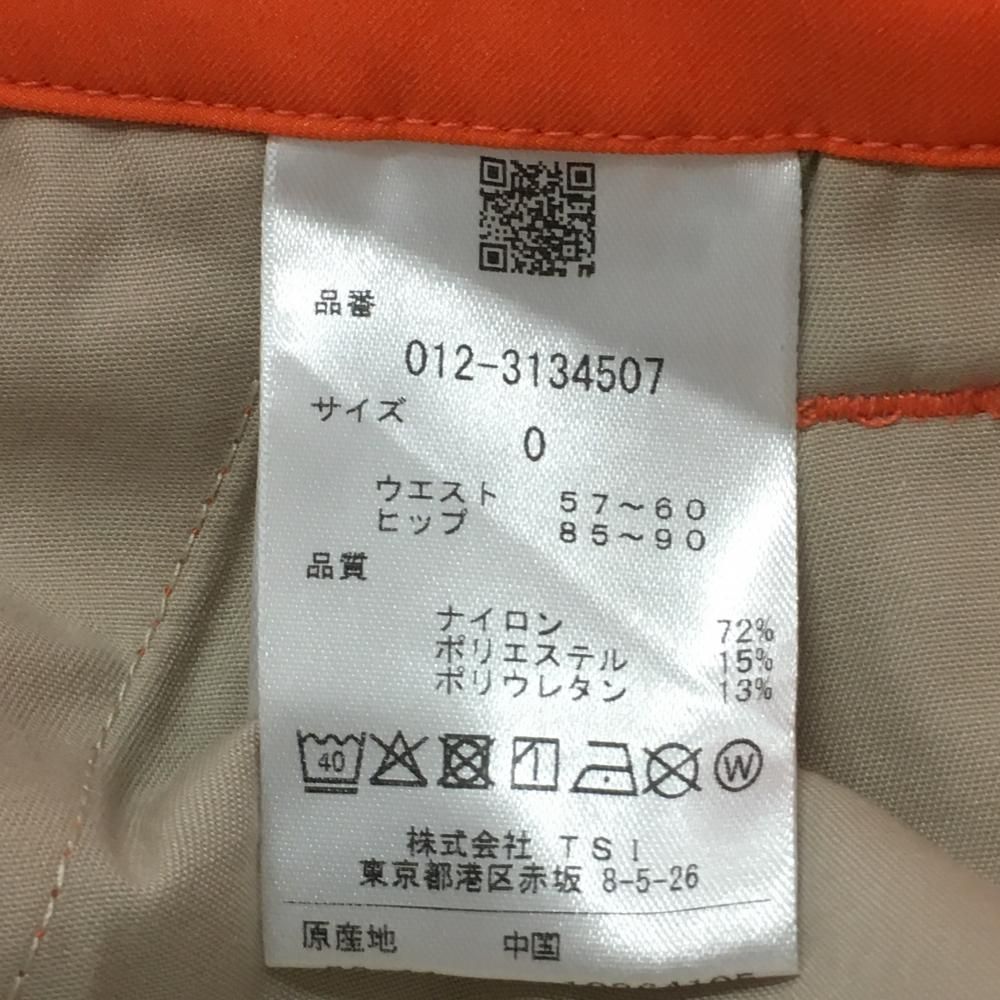 品番
012-3134507
サイズ
0
ウエスト 57～60
ヒップ 85～90
品質
ナイロン 72%
ポリエステル 15%
ポリウレタン 13%
40 W
株式会社 TSI
東京都港区赤坂 8-5-26
原産地 中国